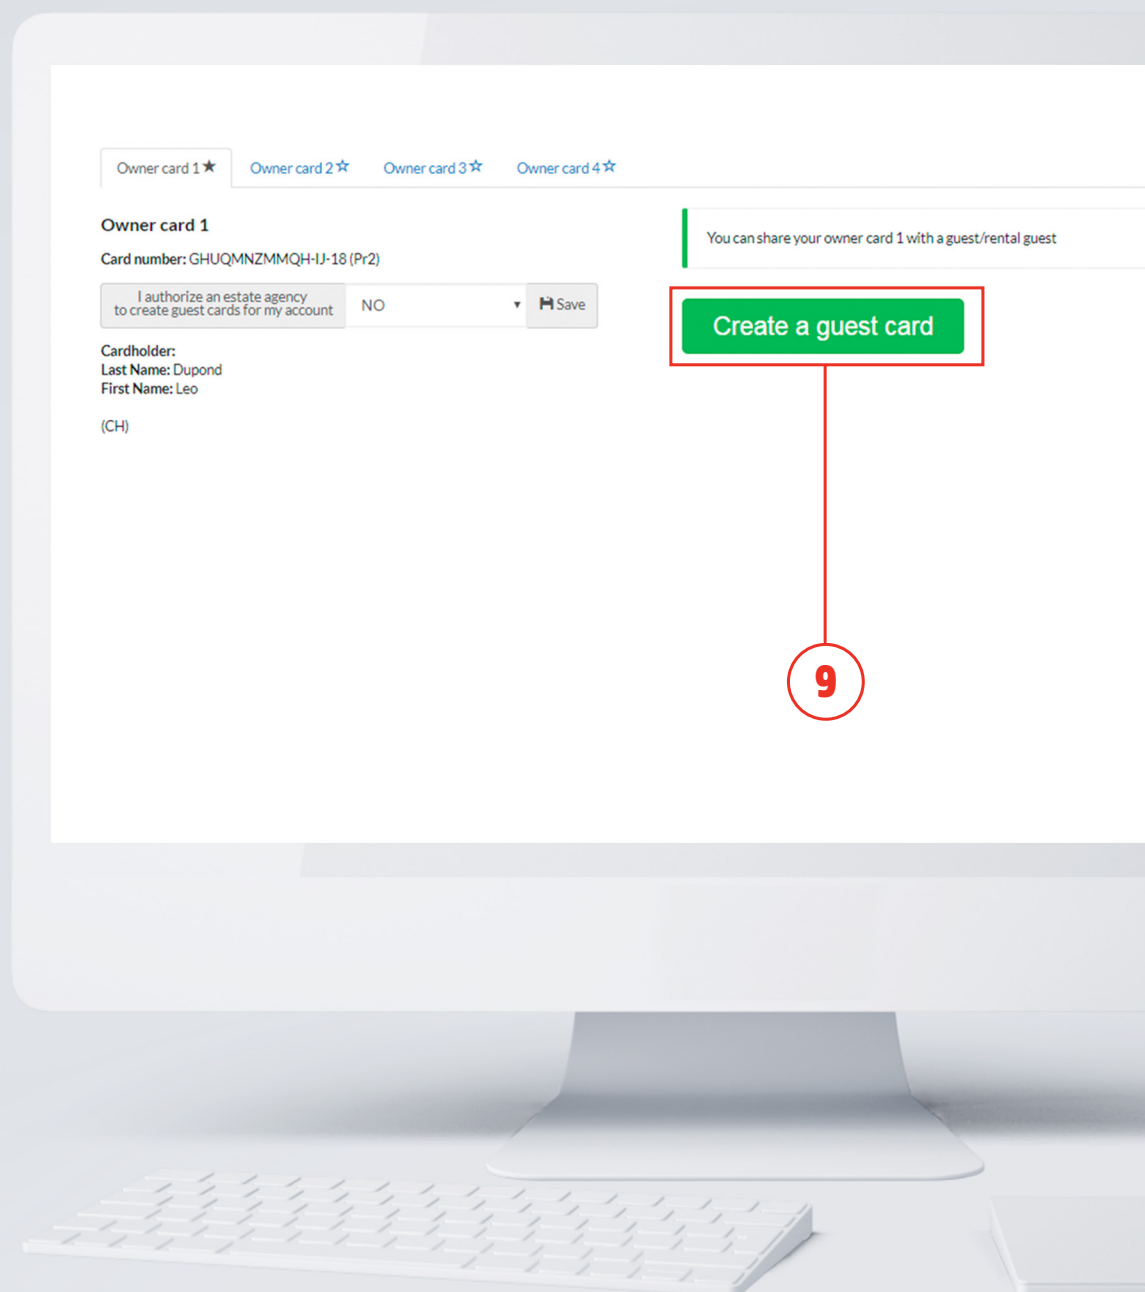 Owner card 1★ Owner card 2☆ Owner card 3☆ Owner card 4☆
Owner card 1
Card number: GHUQMNZMMQH-IJ-18 (Pr2)
I authorize an estate agency
to create guest cards for my account
NO
Save
Cardholder:
Last Name: Dupond
First Name: Leo
(CH)
You can share your owner card 1 with a guest/rental guest
Create a guest card
9